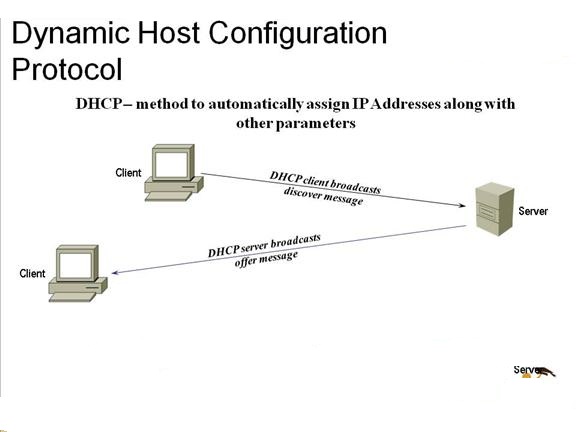 Dynamic Host Configuration
Protocol
DHCP– method to automatically assign IP Addresses along with
other parameters
Client
DHCP client broadcasts
discover message
Server
DHCP server broadcasts
offer message
Client
Server